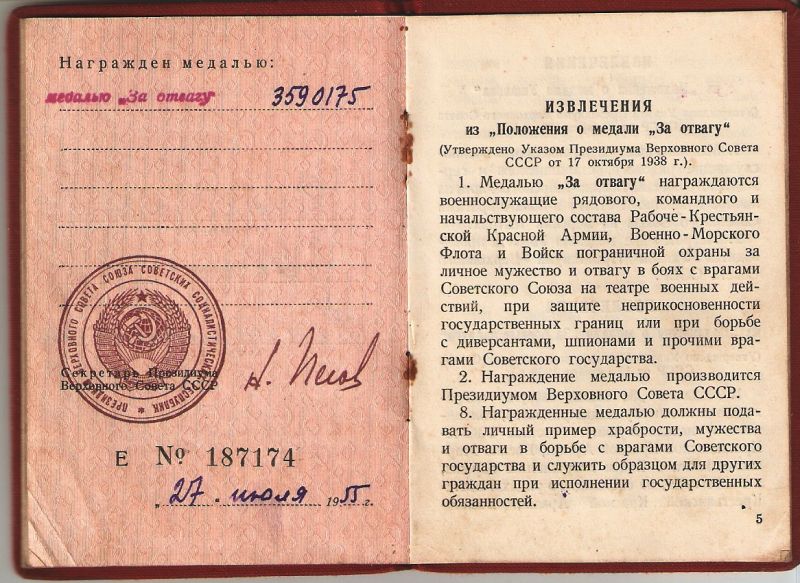 Награжден медалью:
медалью „За отвагу" 3590175
ПРЕЗИДИУМ ВЕРХОВНОГО СОВЕТА СОЮЗА СОВЕТСКИХ СОЦИАЛИСТИЧЕСКИХ РЕСПУБЛИК
Секретарь Президиума
Верховного Совета СССР
Е № 187174
„27 . июля 1955 г.
ИЗВЛЕЧЕНИЯ
из „Положения о медали „За отвагу"
(Утверждено Указом Президиума Верховного Совета
СССР от 17 октября 1938 г.).
1. Медалью „За отвагу" награждаются
военнослужащие рядового, командного и
начальствующего состава Рабоче-Крестьян-
ской Красной Армии, Военно-Морского
Флота и Войск пограничной охраны за
личное мужество и отвагу в боях с врагами
Советского Союза на театре военных дей-
ствий, при защите неприкосновенности
государственных границ или при борьбе
с диверсантами, шпионами и прочими вра-
гами Советского государства.
2. Награждение медалью производится
Президиумом Верховного Совета СССР.
8. Награжденные медалью должны пода-
вать личный пример храбрости, мужества
и отваги в борьбе с врагами Советского
государства и служить образцом для других
граждан при исполнении государственных
обязанностей.
5